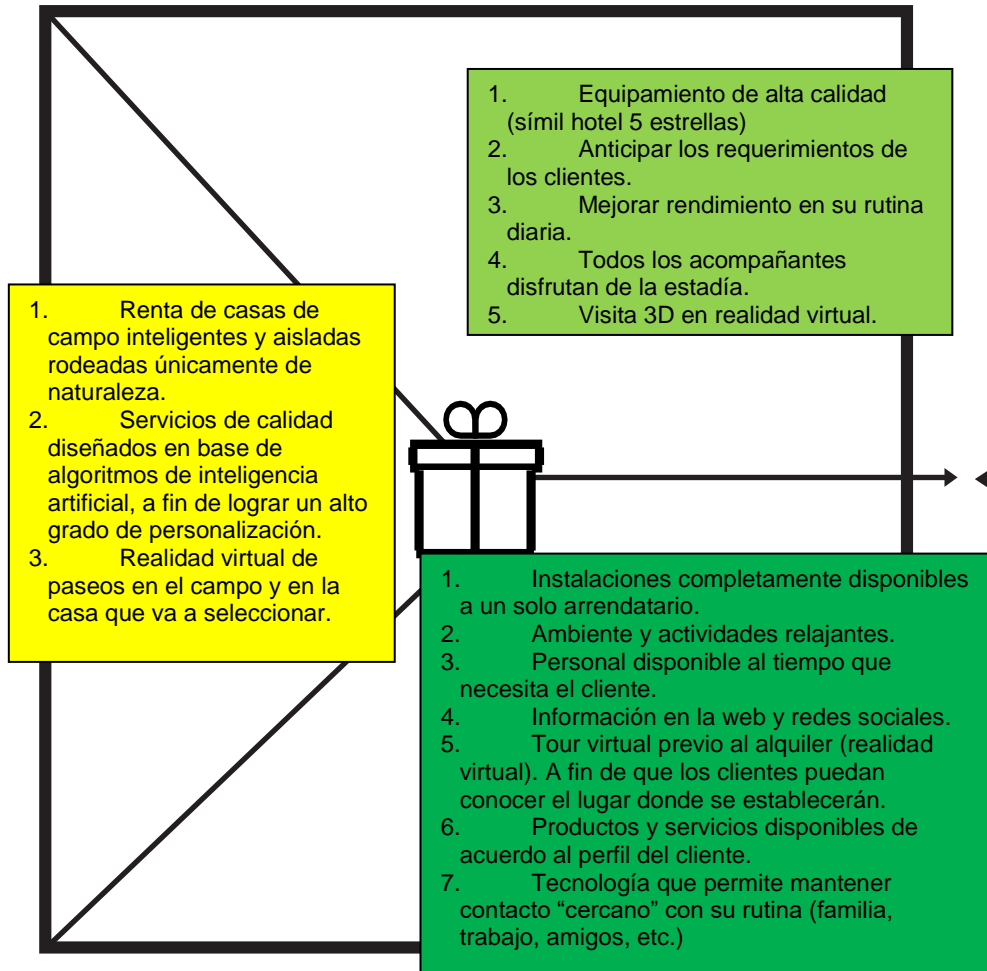 1. Equipamiento de alta calidad
(símil hotel 5 estrellas)
2. Anticipar los requerimientos de
los clientes.
3. Mejorar rendimiento en su rutina
diaria.
4. Todos los acompañantes
disfrutan de la estadía.
5. Visita 3D en realidad virtual.
1. Renta de casas de
campo inteligentes y aisladas
rodeadas únicamente de
naturaleza.
2. Servicios de calidad
diseñados en base de
algoritmos de inteligencia
artificial, a fin de lograr un alto
grado de personalización.
3. Realidad virtual de
paseos en el campo y en la
casa que va a seleccionar.
1. Instalaciones completamente disponibles
a un solo arrendatario.
2. Ambiente y actividades relajantes.
3. Personal disponible al tiempo que
necesita el cliente.
4. Información en la web y redes sociales.
5. Tour virtual previo al alquiler (realidad
virtual). A fin de que los clientes puedan
conocer el lugar donde se establecerán.
6. Productos y servicios disponibles de
acuerdo al perfil del cliente.
7. Tecnología que permite mantener
contacto “cercano” con su rutina (familia,
trabajo, amigos, etc.)